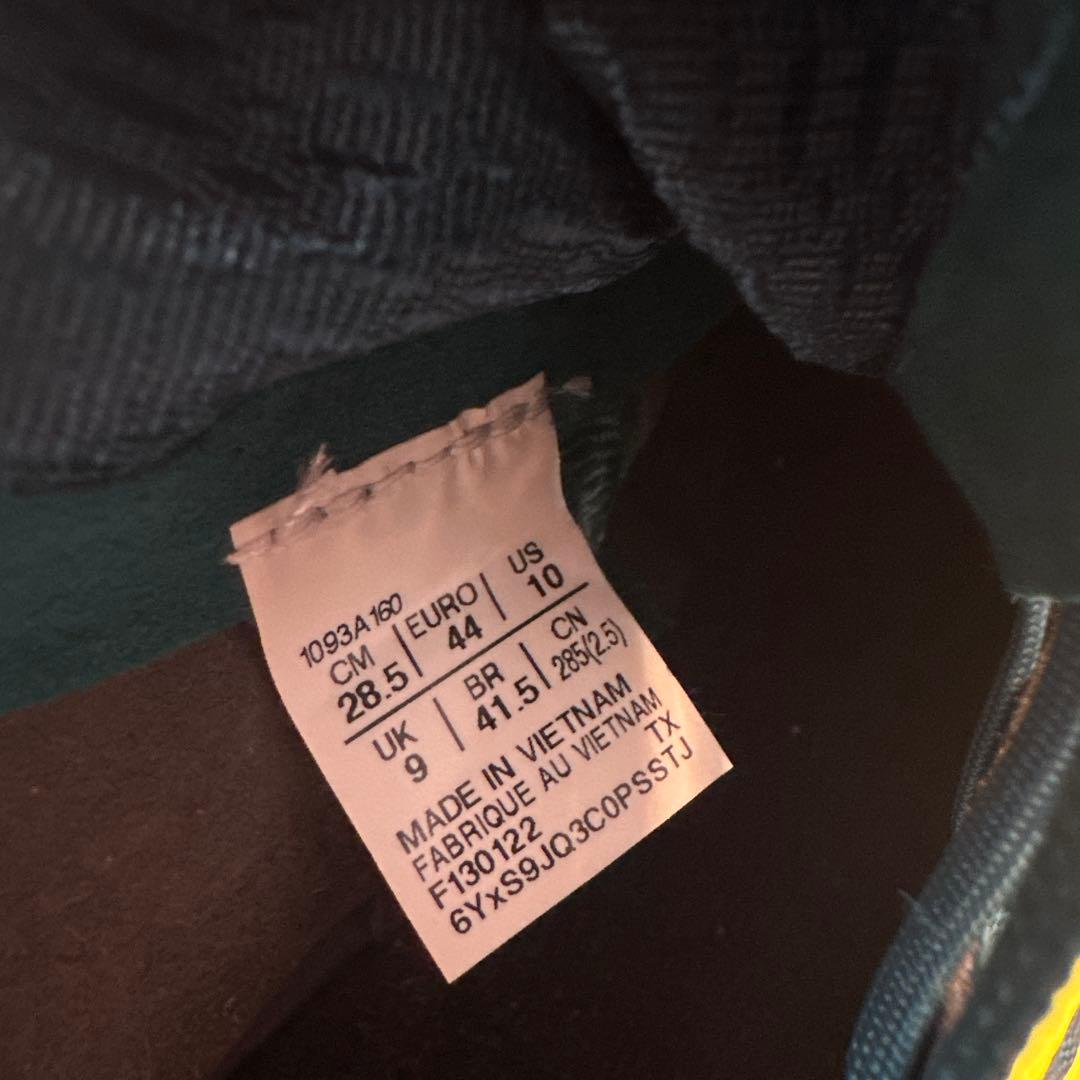 1093A160
CM | EURO | US
28.5 | 44 | 10
UK | BR | CN
9 | 41.5 | 285(2.5)
MADE IN VIETNAM
FABRIQUE AU VIETNAM
F130122 TX
6YxS9JQ3C0PSSTJ